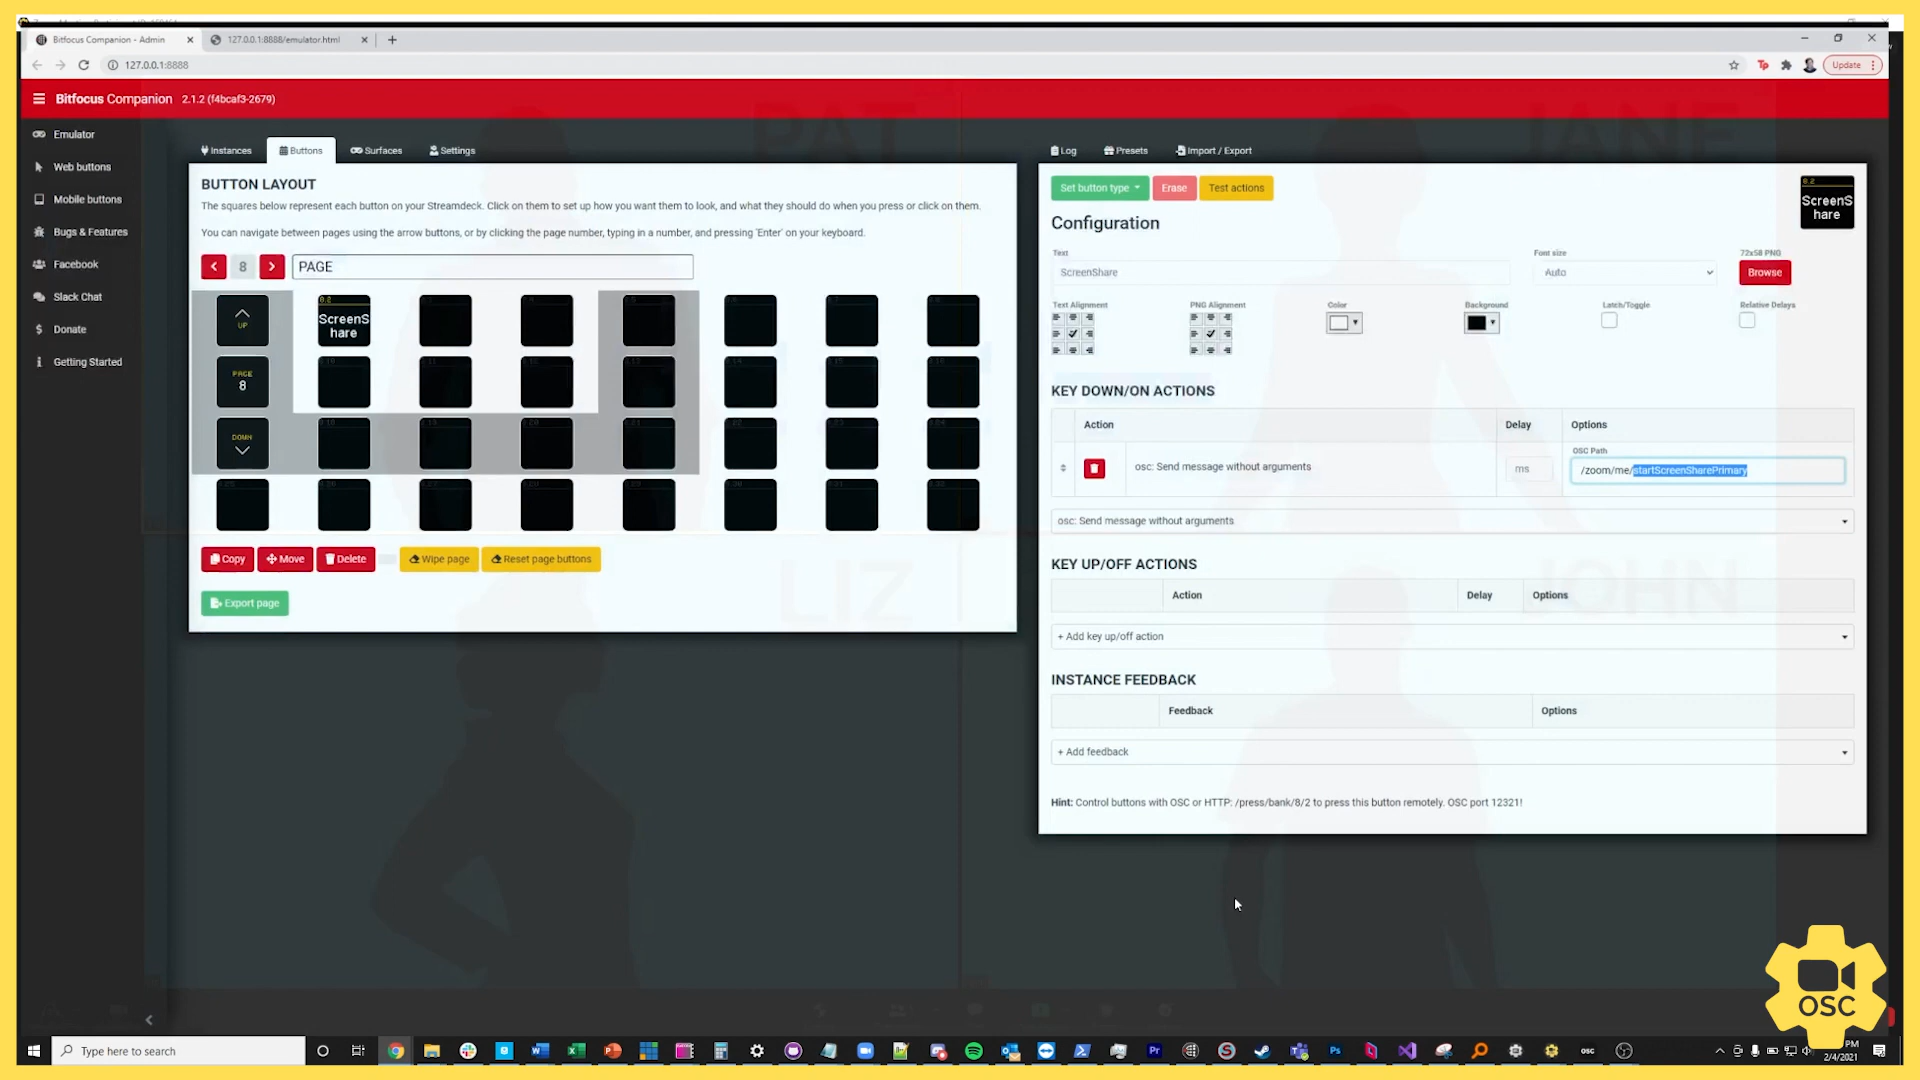 Bitfocus Companion - Admin
127.0.0.1:8888/emulator.html
127.0.0.1:8888
Update
Bitfocus Companion 2.1.2 (f4bcaf3-2679)
Emulator
Web buttons
Mobile buttons
Bugs & Features
Facebook
Slack Chat
Donate
Getting Started
Instances
Buttons
Surfaces
Settings
BUTTON LAYOUT
The squares below represent each button on your Streamdeck. Click on them to set up how you want them to look, and what they should do when you press or click on them.
You can navigate between pages using the arrow buttons, or by clicking the page number, typing in a number, and pressing 'Enter' on your keyboard.
8
PAGE
UP
8.2
ScreenS
hare
PAGE
8
DOWN
Copy
Move
Delete
Wipe page
Reset page buttons
Export page
PAT
JANE
LIZ
JOHN
Log
Presets
Import / Export
Set button type
Erase
Test actions
8.2
ScreenS
hare
Configuration
Text
Font size
72x58 PNG
ScreenShare
Auto
Browse
Text Alignment
PNG Alignment
Color
Background
Latch/Toggle
Relative Delays
KEY DOWN/ON ACTIONS
Action
Delay
Options
osc: Send message without arguments
ms
OSC Path
/zoom/me/startScreenSharePrimary
osc: Send message without arguments
KEY UP/OFF ACTIONS
Action
Delay
Options
+ Add key up/off action
INSTANCE FEEDBACK
Feedback
Options
+ Add feedback
Hint: Control buttons with OSC or HTTP: /press/bank/8/2 to press this button remotely. OSC port 12321!
OSC
Type here to search
PM
2/4/2021